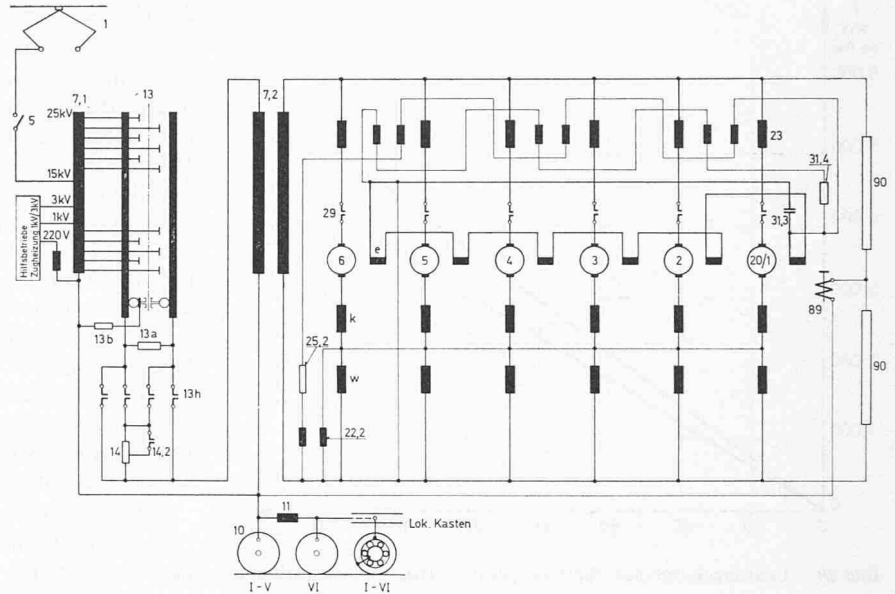 1
5
7,1
13
7,2
25kV
15kV
3kV
1kV
220V
Hilfsbetriebe
Zugheizung 1kV/3kV
13b
13a
13h
14
14,2
23
31,4
31,3
90
29
e
6
5
4
3
2
20/1
89
k
25,2
w
22,2
90
11
10
Lok. Kasten
I-V
VI
I-VI